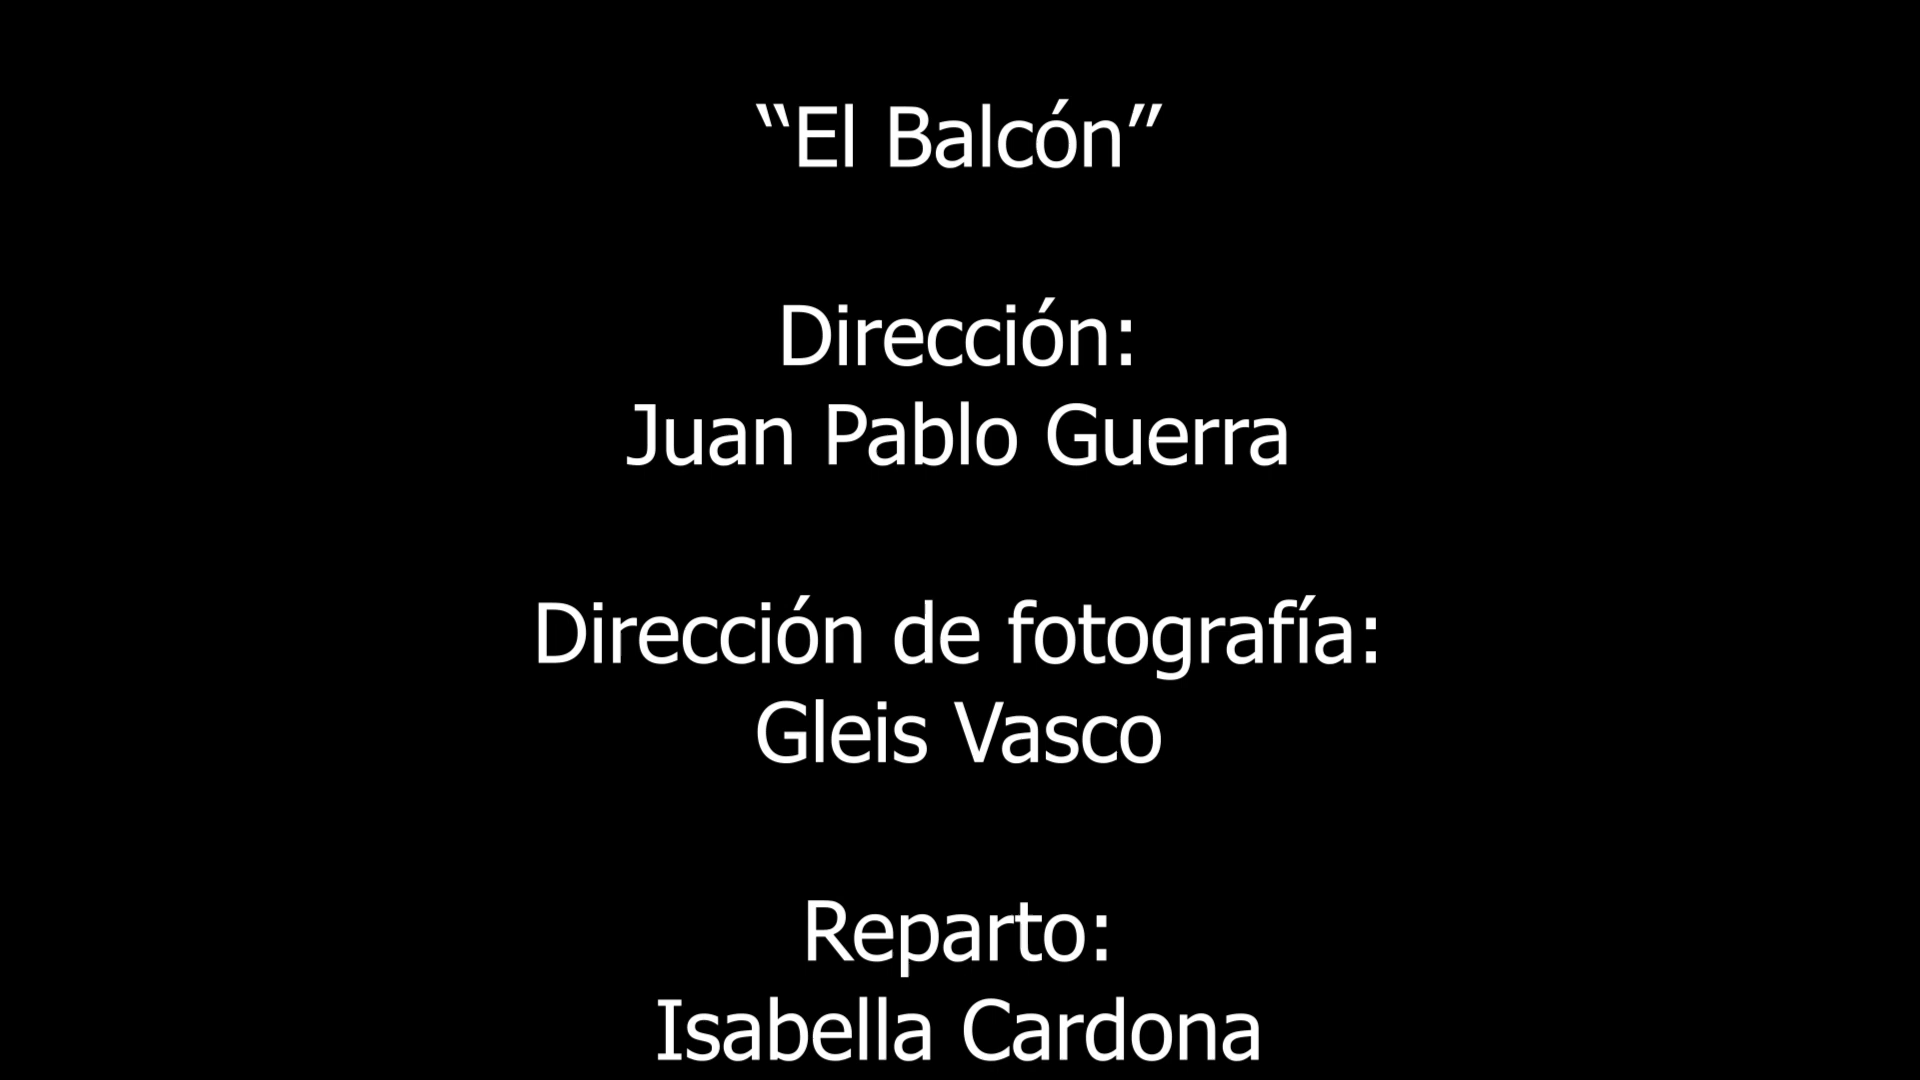 “El Balcón”
Dirección:
Juan Pablo Guerra
Dirección de fotografía:
Gleis Vasco
Reparto:
Isabella Cardona